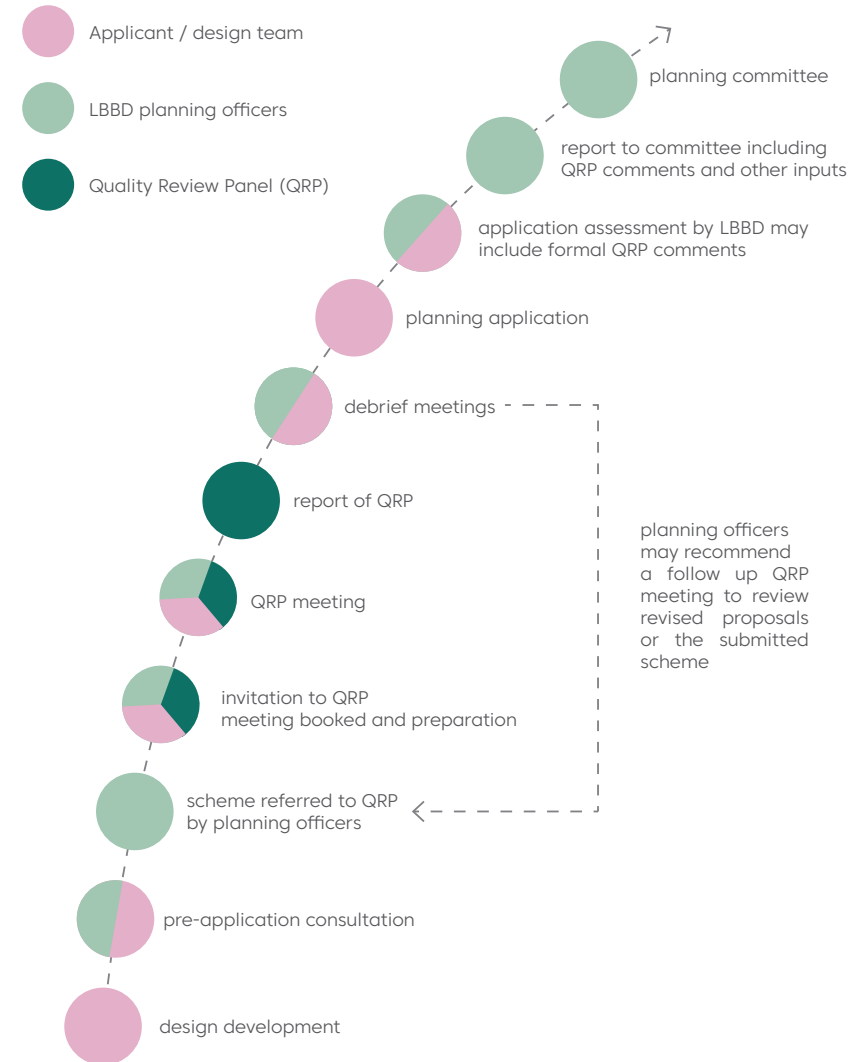 Applicant / design team
LBBD planning officers
Quality Review Panel (QRP)
planning committee
report to committee including
QRP comments and other inputs
application assessment by LBBD may
include formal QRP comments
planning application
debrief meetings
report of QRP
planning officers
may recommend
a follow up QRP
meeting to review
revised proposals
or the submitted
scheme
QRP meeting
invitation to QRP
meeting booked and preparation
scheme referred to QRP
by planning officers
pre-application consultation
design development